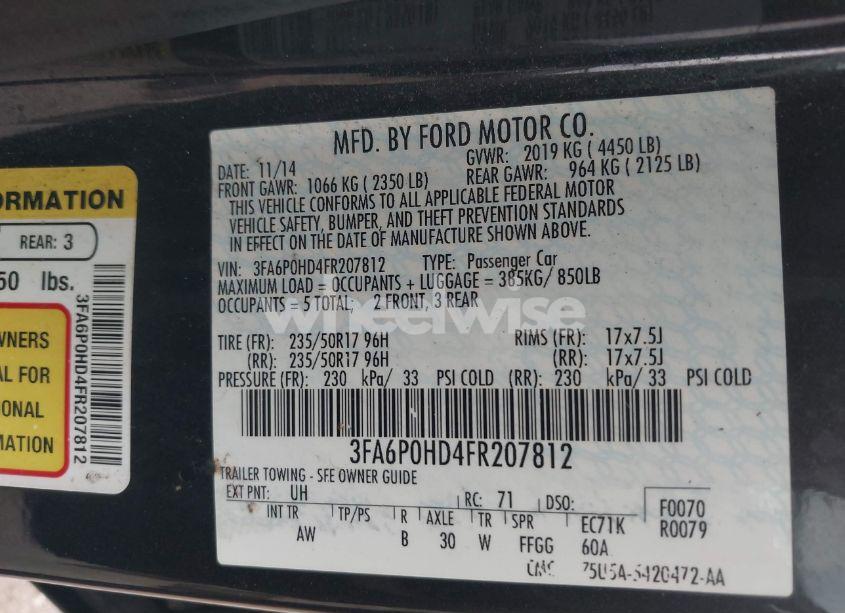 ORMATION
REAR: 3
50 lbs.
3FA6P0HD4FR207812
WNERS
AL FOR
IONAL
MATION
MFD. BY FORD MOTOR CO.
DATE: 11/14 GVWR: 2019 KG ( 4450 LB)
FRONT GAWR: 1066 KG ( 2350 LB) REAR GAWR: 964 KG ( 2125 LB)
THIS VEHICLE CONFORMS TO ALL APPLICABLE FEDERAL MOTOR
VEHICLE SAFETY, BUMPER, AND THEFT PREVENTION STANDARDS
IN EFFECT ON THE DATE OF MANUFACTURE SHOWN ABOVE.
VIN: 3FA6P0HD4FR207812 TYPE: Passenger Car
MAXIMUM LOAD = OCCUPANTS + LUGGAGE = 385KG/ 850LB
OCCUPANTS = 5 TOTAL; 2 FRONT, 3 REAR
wheelwise
TIRE (FR): 235/50R17 96H RIMS (FR): 17x7.5J
(RR): 235/50R17 96H (RR): 17x7.5J
PRESSURE (FR): 230 kPa/ 33 PSI COLD (RR): 230 kPa/ 33 PSI COLD
3FA6P0HD4FR207812
TRAILER TOWING - SEE OWNER GUIDE
EXT PNT: UH RC: 71 DSO: F0070
R0079
INT TR TP/PS R AXLE TR SPR EC71K
AW B 30 W FFGG 60A
5U5A-5420472-AA